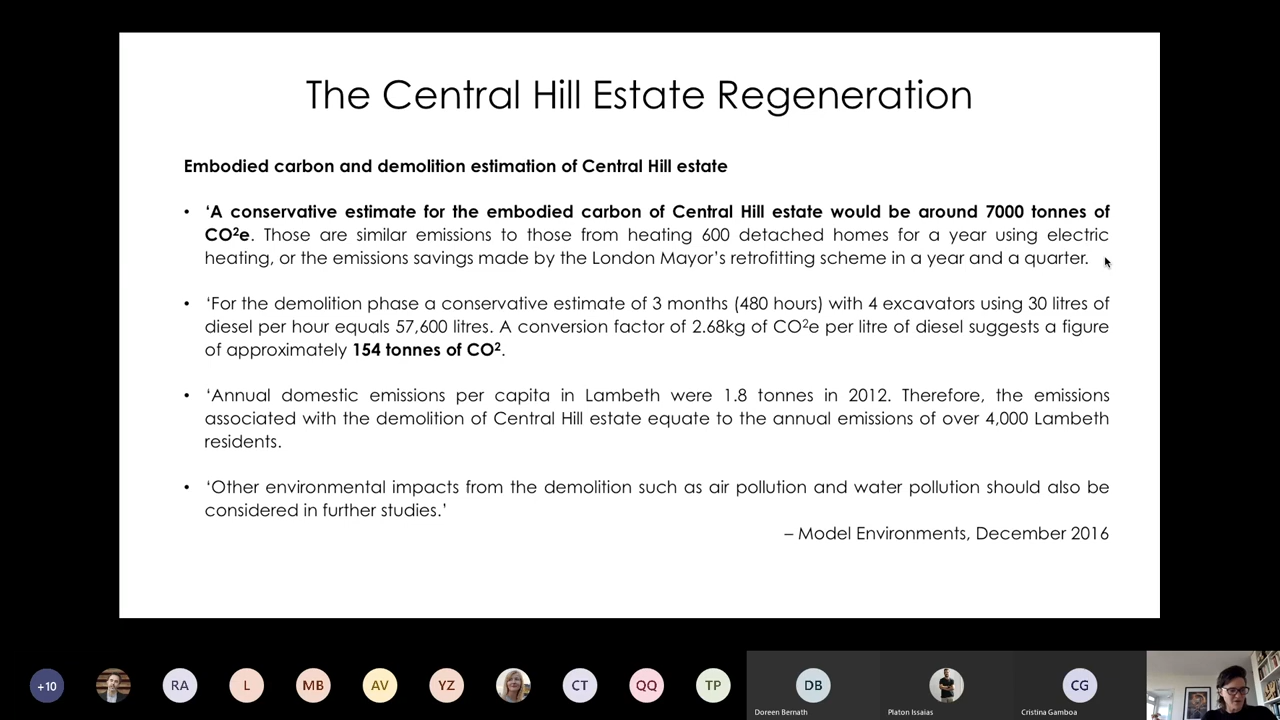 The Central Hill Estate Regeneration
Embodied carbon and demolition estimation of Central Hill estate
• ‘A conservative estimate for the embodied carbon of Central Hill estate would be around 7000 tonnes of
CO²e. Those are similar emissions to those from heating 600 detached homes for a year using electric
heating, or the emissions savings made by the London Mayor’s retrofitting scheme in a year and a quarter.
• ‘For the demolition phase a conservative estimate of 3 months (480 hours) with 4 excavators using 30 litres of
diesel per hour equals 57,600 litres. A conversion factor of 2.68kg of CO²e per litre of diesel suggests a figure
of approximately 154 tonnes of CO².
• ‘Annual domestic emissions per capita in Lambeth were 1.8 tonnes in 2012. Therefore, the emissions
associated with the demolition of Central Hill estate equate to the annual emissions of over 4,000 Lambeth
residents.
• ‘Other environmental impacts from the demolition such as air pollution and water pollution should also be
considered in further studies.’
– Model Environments, December 2016
+10 RA L MB AV YZ CT QQ TP DB CG
Doreen Bernath Platon Issaias Cristina Gamboa